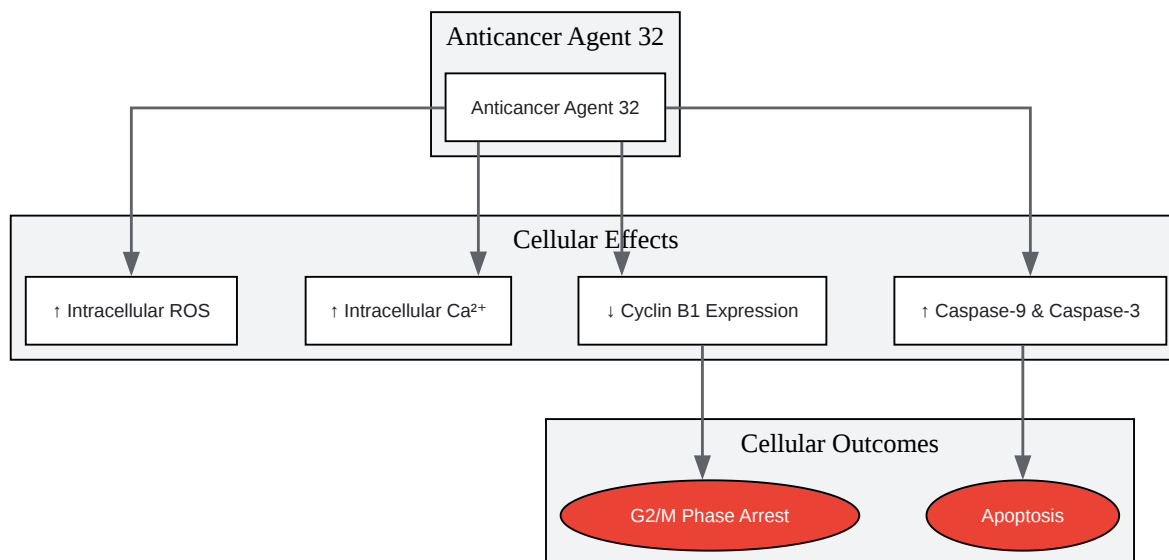 Anticancer Agent 32
Anticancer Agent 32
Cellular Effects
↑ Intracellular ROS
↑ Intracellular Ca²⁺
↓ Cyclin B1 Expression
↑ Caspase-9 & Caspase-3
Cellular Outcomes
G2/M Phase Arrest
Apoptosis